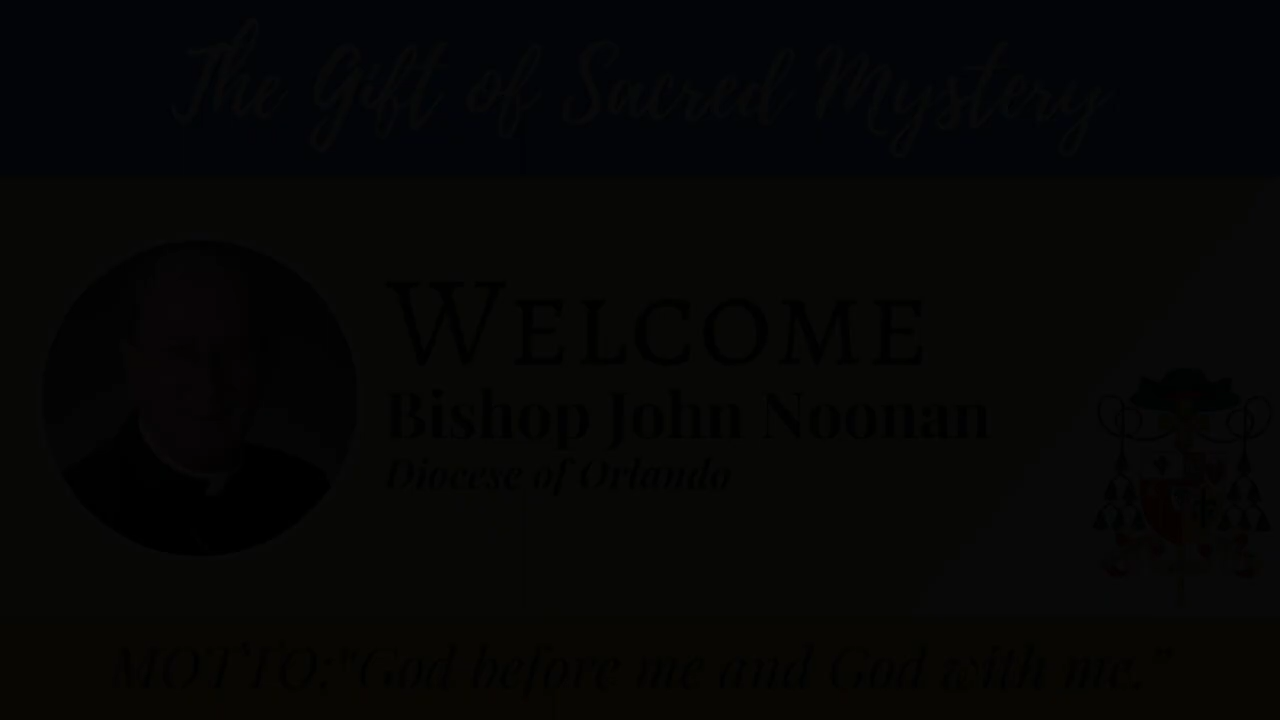 The Gift of Sacred Mystery
WELCOME
Bishop John Noonan
Diocese of Orlando
MOTTO:"God before me and God with me."